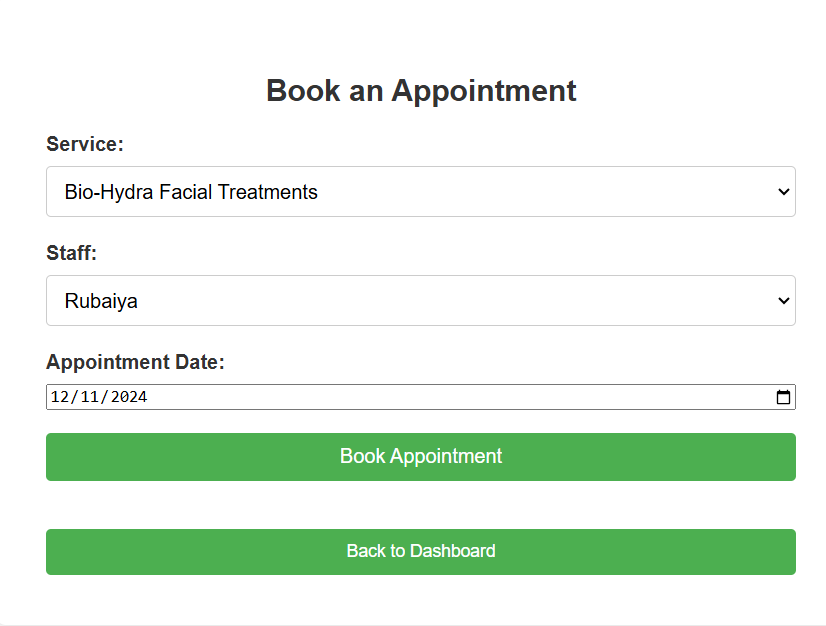 Book an Appointment
Service:
Bio-Hydra Facial Treatments
Staff:
Rubaiya
Appointment Date:
12/11/2024
Book Appointment
Back to Dashboard